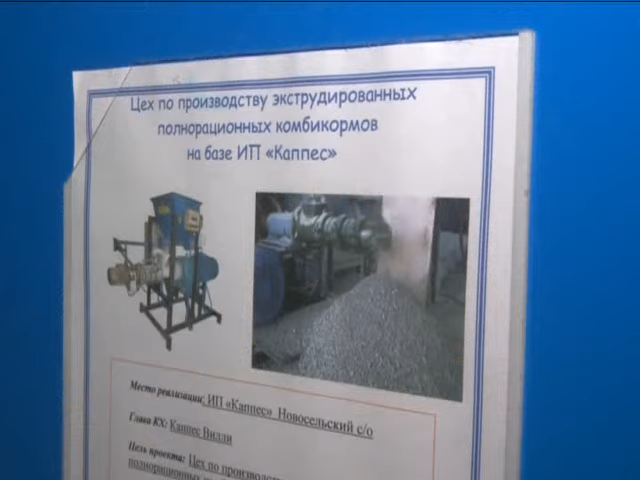 Цех по производству экструдированных
полнорационных комбикормов
на базе ИП «Каппес»
Место реализации: ИП «Каппес» Новосельский с/о
Глава КХ: Каппес Вилли
Цель проекта: Цех по производству
полнорационных